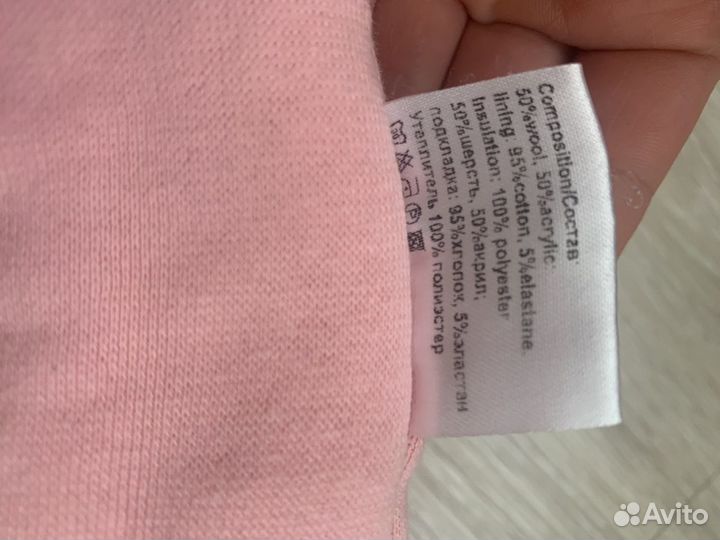 Composition/Состав:
50%wool, 50%acrylic;
lining: 95%cotton, 5%elastane.
Insulation: 100% polyester
50%шерсть, 50%акрил;
подкладка: 95%хлопок, 5%эластан
Утеплитель, 100% полиэстер
30
P
Avito